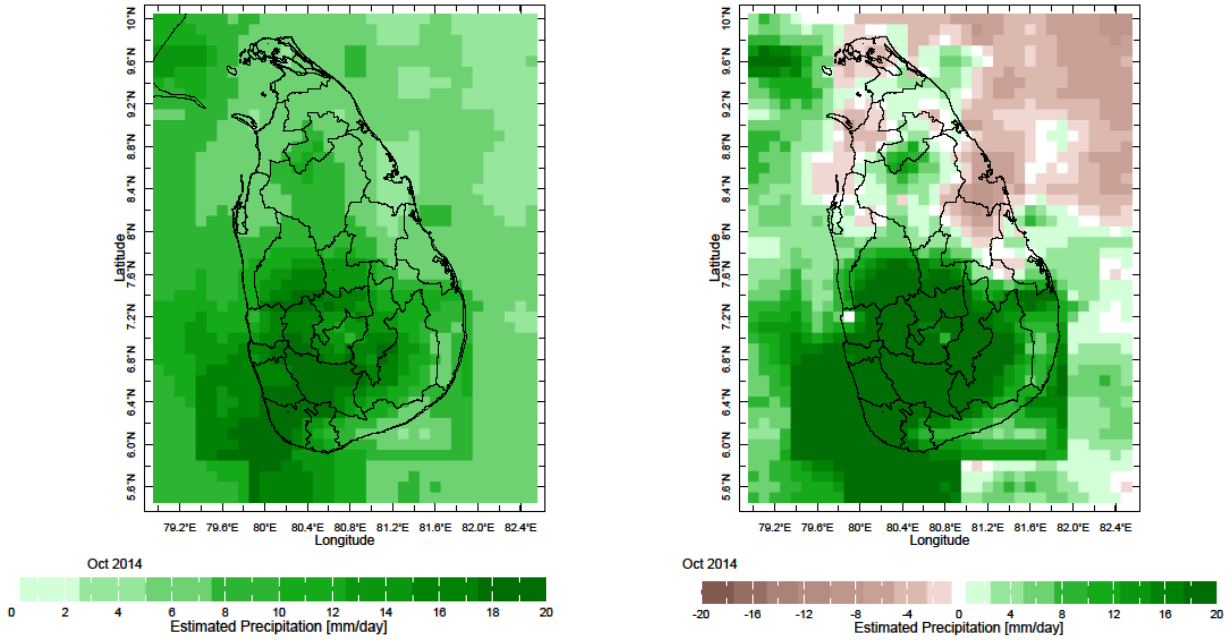 10°N
9.6°N
9.2°N
8.8°N
8.4°N
8°N
7.6°N
7.2°N
6.8°N
6.4°N
6.0°N
5.6°N
Latitude
79.2°E 79.6°E 80°E 80.4°E 80.8°E 81.2°E 81.6°E 82.0°E 82.4°E
Longitude
Oct 2014
0 2 4 6 8 10 12 14 16 18 20
Estimated Precipitation [mm/day]
10°N
9.6°N
9.2°N
8.8°N
8.4°N
8°N
7.6°N
7.2°N
6.8°N
6.4°N
6.0°N
5.6°N
Latitude
79.2°E 79.6°E 80°E 80.4°E 80.8°E 81.2°E 81.6°E 82.0°E 82.4°E
Longitude
Oct 2014
-20 -16 -12 -8 -4 0 4 8 12 16 20
Estimated Precipitation [mm/day]